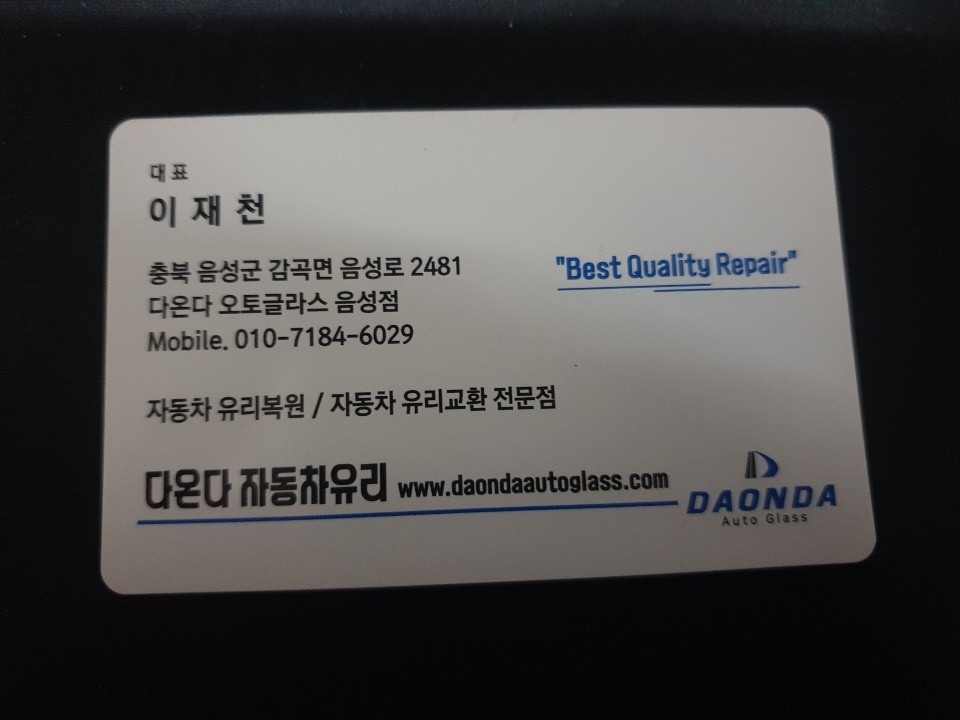 대표
이재천
충북 음성군 감곡면 음성로 2481
다온다 오토글라스 음성점
Mobile. 010-7184-6029
"Best Quality Repair"
자동차 유리복원 / 자동차 유리교환 전문점
다온다 자동차유리 www.daondaautoglass.com
DAONDA
Auto Glass